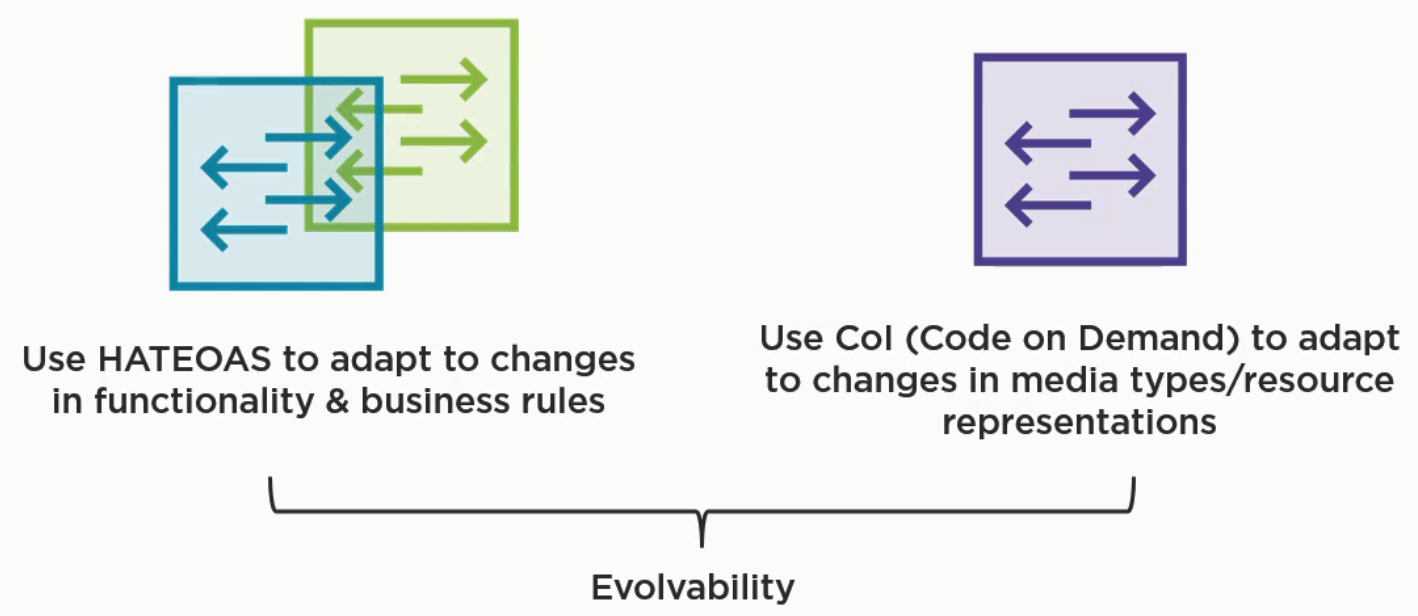 Use HATEOAS to adapt to changes
in functionality & business rules
Use CoI (Code on Demand) to adapt
to changes in media types/resource
representations
Evolvability